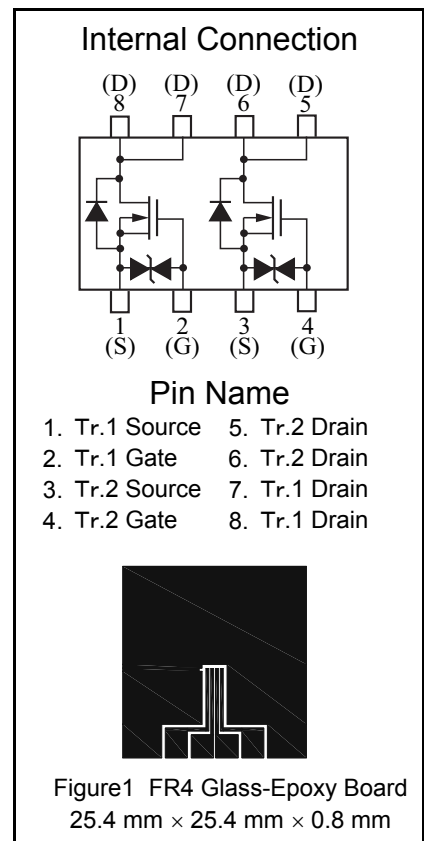 Internal Connection
(D) (D) (D) (D)
8 7 6 5
1 2 3 4
(S) (G) (S) (G)
Pin Name
1. Tr.1 Source 5. Tr.2 Drain
2. Tr.1 Gate 6. Tr.2 Drain
3. Tr.2 Source 7. Tr.1 Drain
4. Tr.2 Gate 8. Tr.1 Drain
Figure1 FR4 Glass-Epoxy Board
25.4 mm × 25.4 mm × 0.8 mm